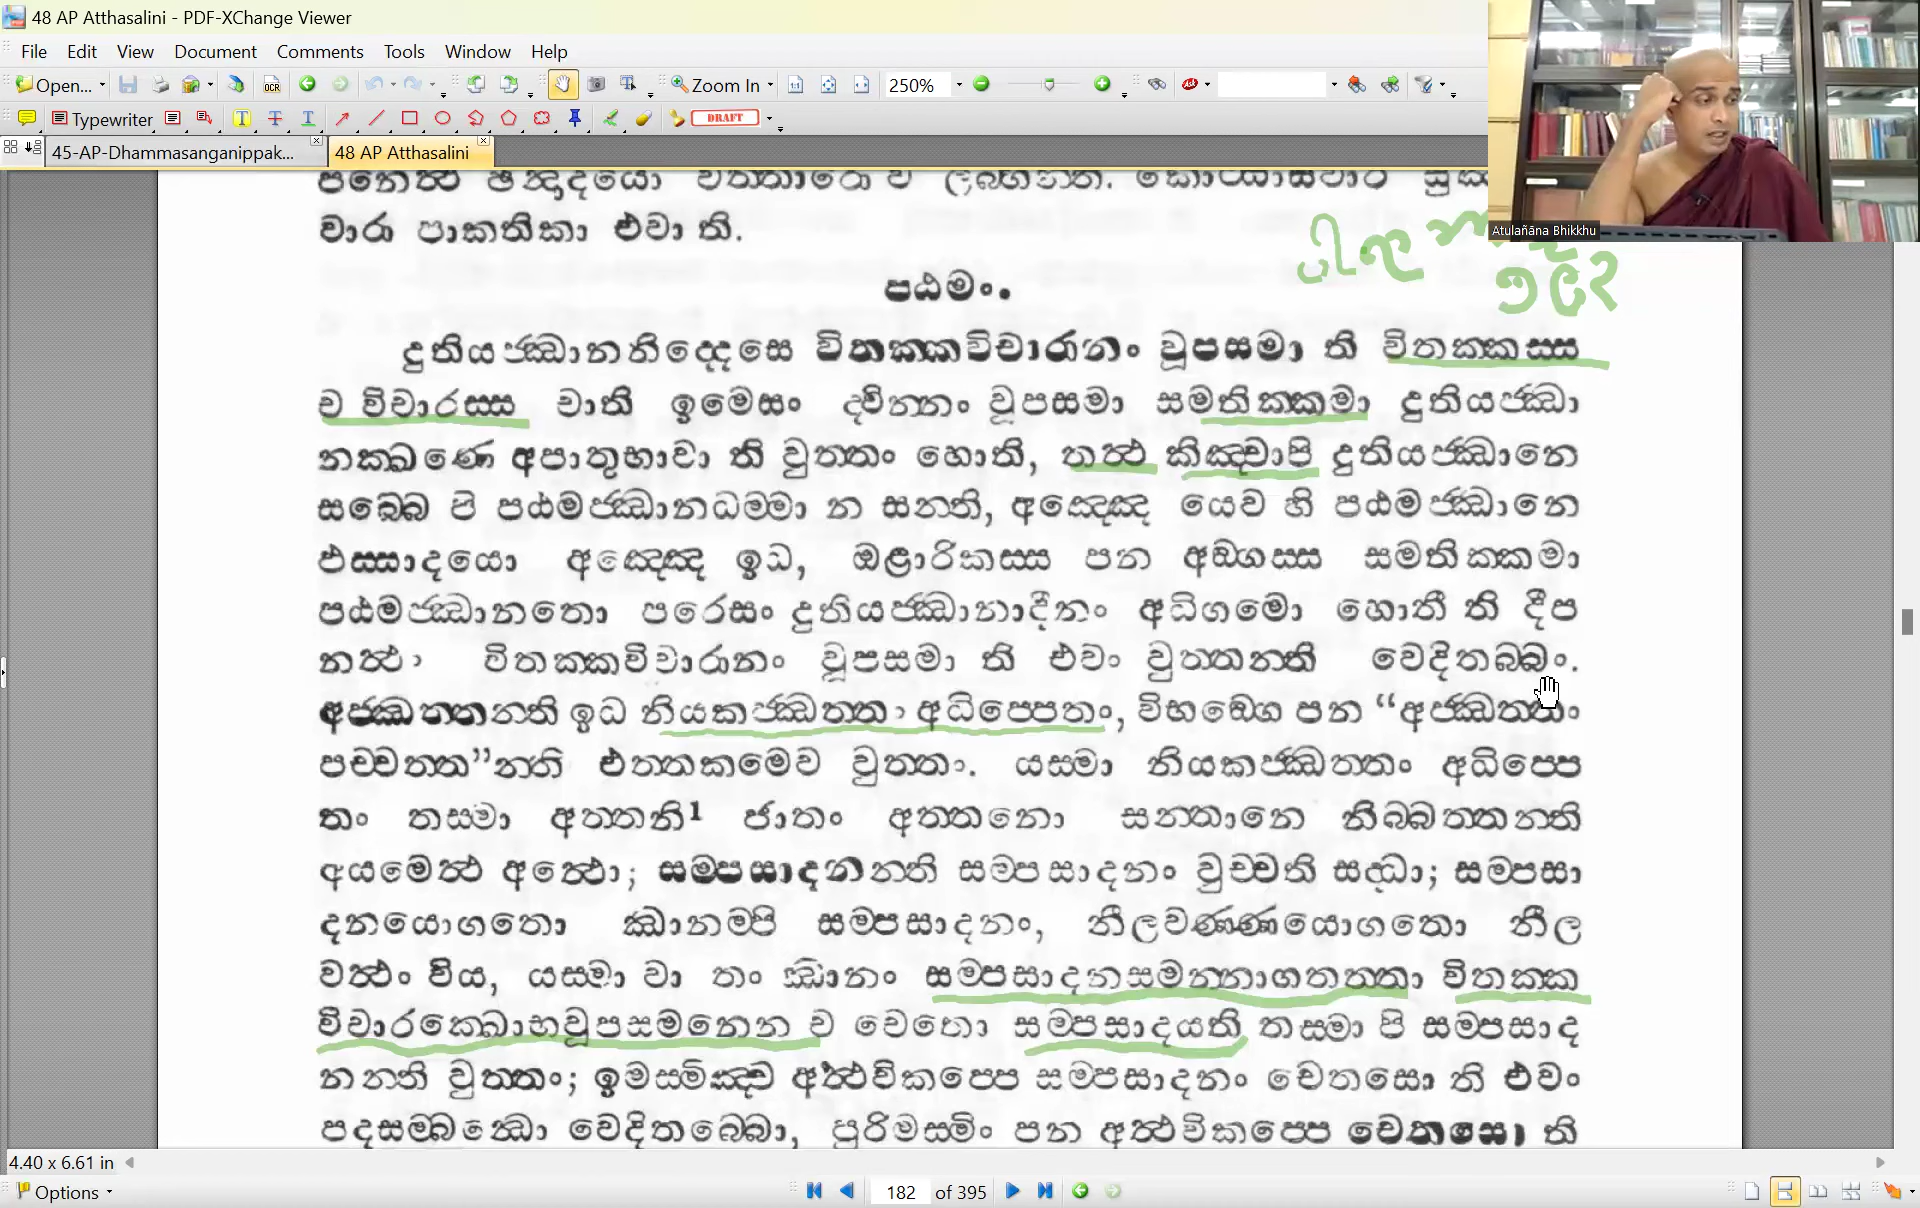 48 AP Atthasalini - PDF-XChange Viewer
File Edit View Document Comments Tools Window Help
Open... OCR Zoom In 250%
Typewriter DRAFT
45-AP-Dhammasanganippak... 48 AP Atthasalini
Atulañāna Bhikkhu
වාරා පාකතිකා එවා ති.
පඨමං.
දුතියජ්ඣානනිද්දෙසෙ විතක්කවිචාරානං වූපසමා ති විතක්කස්ස
ච විචාරස්ස චාති ඉමෙසං ද්වින්නං වූපසමා සමතික්කමා දුතියජ්ඣා
නක්ඛණෙ අපාතුභාවා ති වුත්තං හොති, තත්ථ කිඤ්චාපි දුතියජ්ඣානෙ
සබ්බෙ පි පඨමජ්ඣානධම්මා න සන්ති, අඤ්ඤෙ යෙව හි පඨමජ්ඣානෙ
ඵස්සාදයො අඤ්ඤෙ ඉධ, ඔළාරිකස්ස පන අඞ්ගස්ස සමතික්කමා
පඨමජ්ඣානතො පරෙසං දුතියජ්ඣානාදීනං අධිගමො හොතී ති දීප
නත්ථං විතක්කවිචාරානං වූපසමා ති එවං වුත්තන්ති වෙදිතබ්බං.
අජ්ඣත්තන්ති ඉධ නියකජ්ඣත්තං අධිප්පෙතං, විභඞ්ගෙ පන “අජ්ඣත්තං
පච්චත්ත”න්ති එත්තකමෙව වුත්තං. යස්මා නියකජ්ඣත්තං අධිප්පෙ
තං තස්මා අත්තනි1 ජාතං අත්තනො සන්තානෙ නිබ්බත්තන්ති
අයමෙත්ථ අත්ථො; සම්පසාදනන්ති සම්පසාදනං වුච්චති සද්ධා; සම්පසා
දනයොගතො ඣානම්පි සම්පසාදනං, නීලවණ්ණයොගතො නීල
වත්ථං විය, යස්මා වා තං ඣානං සම්පසාදනසමන්නාගතත්තා විතක්ක
විචාරක්ඛොභවූපසමනෙන ච චෙතො සම්පසාදයති තස්මා පි සම්පසාද
නන්ති වුත්තං; ඉමස්මිඤ්ච අත්ථවිකප්පෙ සම්පසාදනං චෙතසො ති එවං
පදසම්බන්ධො වෙදිතබ්බො, පුරිමස්මිං පන අත්ථවිකප්පෙ චෙතසො ති
4.40 x 6.61 in
Options 182 of 395